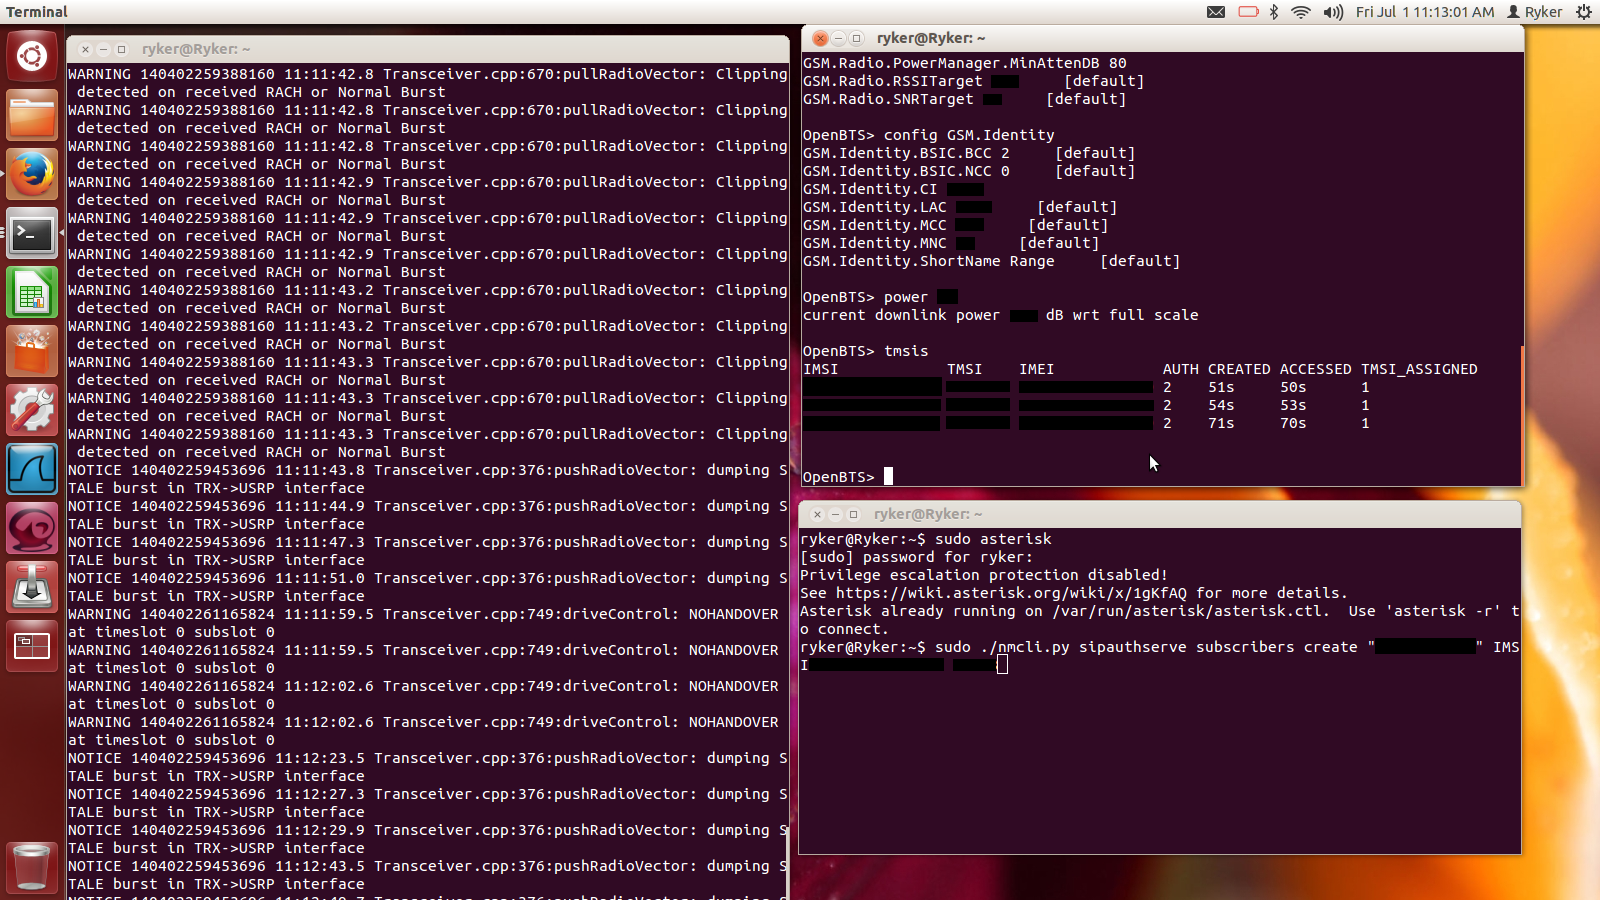 Terminal
Fri Jul 1 11:13:01 AM Ryker
ryker@Ryker: ~
WARNING 140402259388160 11:11:42.8 Transceiver.cpp:670:pullRadioVector: Clipping
detected on received RACH or Normal Burst
WARNING 140402259388160 11:11:42.8 Transceiver.cpp:670:pullRadioVector: Clipping
detected on received RACH or Normal Burst
WARNING 140402259388160 11:11:42.8 Transceiver.cpp:670:pullRadioVector: Clipping
detected on received RACH or Normal Burst
WARNING 140402259388160 11:11:42.9 Transceiver.cpp:670:pullRadioVector: Clipping
detected on received RACH or Normal Burst
WARNING 140402259388160 11:11:42.9 Transceiver.cpp:670:pullRadioVector: Clipping
detected on received RACH or Normal Burst
WARNING 140402259388160 11:11:42.9 Transceiver.cpp:670:pullRadioVector: Clipping
detected on received RACH or Normal Burst
WARNING 140402259388160 11:11:43.2 Transceiver.cpp:670:pullRadioVector: Clipping
detected on received RACH or Normal Burst
WARNING 140402259388160 11:11:43.2 Transceiver.cpp:670:pullRadioVector: Clipping
detected on received RACH or Normal Burst
WARNING 140402259388160 11:11:43.3 Transceiver.cpp:670:pullRadioVector: Clipping
detected on received RACH or Normal Burst
WARNING 140402259388160 11:11:43.3 Transceiver.cpp:670:pullRadioVector: Clipping
detected on received RACH or Normal Burst
WARNING 140402259388160 11:11:43.3 Transceiver.cpp:670:pullRadioVector: Clipping
detected on received RACH or Normal Burst
NOTICE 140402259453696 11:11:43.8 Transceiver.cpp:376:pushRadioVector: dumping S
TALE burst in TRX->USRP interface
NOTICE 140402259453696 11:11:44.9 Transceiver.cpp:376:pushRadioVector: dumping S
TALE burst in TRX->USRP interface
NOTICE 140402259453696 11:11:47.3 Transceiver.cpp:376:pushRadioVector: dumping S
TALE burst in TRX->USRP interface
NOTICE 140402259453696 11:11:51.0 Transceiver.cpp:376:pushRadioVector: dumping S
TALE burst in TRX->USRP interface
WARNING 140402261165824 11:11:59.5 Transceiver.cpp:749:driveControl: NOHANDOVER
at timeslot 0 subslot 0
WARNING 140402261165824 11:11:59.5 Transceiver.cpp:749:driveControl: NOHANDOVER
at timeslot 0 subslot 0
WARNING 140402261165824 11:12:02.6 Transceiver.cpp:749:driveControl: NOHANDOVER
at timeslot 0 subslot 0
WARNING 140402261165824 11:12:02.6 Transceiver.cpp:749:driveControl: NOHANDOVER
at timeslot 0 subslot 0
NOTICE 140402259453696 11:12:23.5 Transceiver.cpp:376:pushRadioVector: dumping S
TALE burst in TRX->USRP interface
NOTICE 140402259453696 11:12:27.3 Transceiver.cpp:376:pushRadioVector: dumping S
TALE burst in TRX->USRP interface
NOTICE 140402259453696 11:12:29.9 Transceiver.cpp:376:pushRadioVector: dumping S
TALE burst in TRX->USRP interface
NOTICE 140402259453696 11:12:43.5 Transceiver.cpp:376:pushRadioVector: dumping S
TALE burst in TRX->USRP interface
ryker@Ryker: ~
GSM.Radio.PowerManager.MinAttenDB 80
GSM.Radio.RSSITarget [default]
GSM.Radio.SNRTarget [default]
OpenBTS> config GSM.Identity
GSM.Identity.BSIC.BCC 2 [default]
GSM.Identity.BSIC.NCC 0 [default]
GSM.Identity.CI
GSM.Identity.LAC [default]
GSM.Identity.MCC [default]
GSM.Identity.MNC [default]
GSM.Identity.ShortName Range [default]
OpenBTS> power
current downlink power dB wrt full scale
OpenBTS> tmsis
IMSI TMSI IMEI AUTH CREATED ACCESSED TMSI_ASSIGNED
2 51s 50s 1
2 54s 53s 1
2 71s 70s 1
OpenBTS>
ryker@Ryker: ~
ryker@Ryker:~$ sudo asterisk
[sudo] password for ryker:
Privilege escalation protection disabled!
See https://wiki.asterisk.org/wiki/x/1gKfAQ for more details.
Asterisk already running on /var/run/asterisk/asterisk.ctl. Use 'asterisk -r' t
o connect.
ryker@Ryker:~$ sudo ./nmcli.py sipauthserve subscribers create " " IMS
I